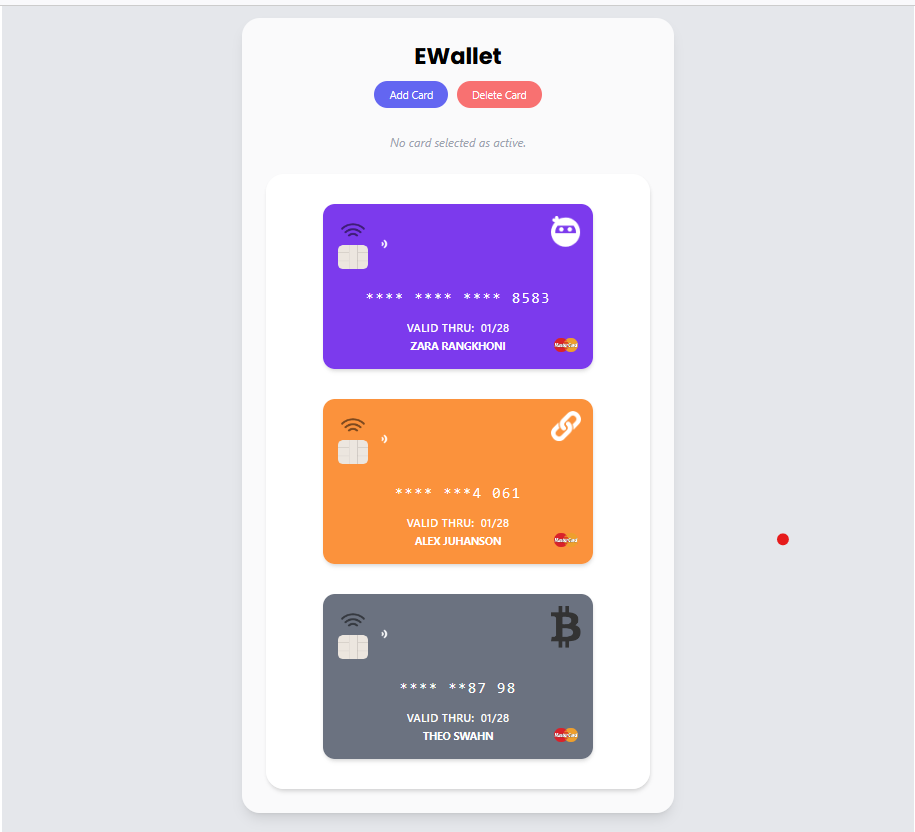 EWallet
Add Card Delete Card
No card selected as active.
**** **** **** 8583
VALID THRU: 01/28
ZARA RANGKHONI
MasterCard
**** ***4 061
VALID THRU: 01/28
ALEX JUHANSON
MasterCard
**** **87 98
VALID THRU: 01/28
THEO SWAHN
MasterCard